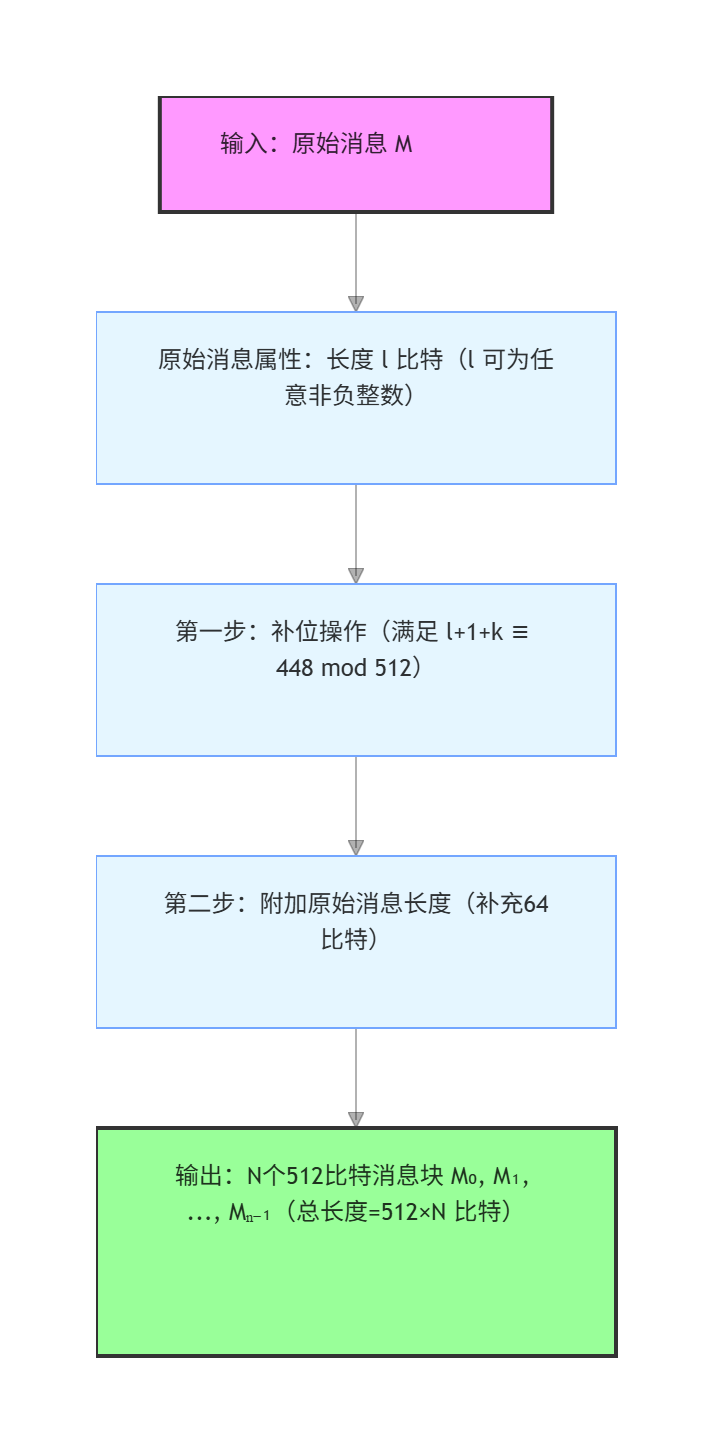 输入：原始消息 M
原始消息属性：长度 l 比特（l 可为任
意非负整数）
第一步：补位操作（满足 l+1+k ≡
448 mod 512）
第二步：附加原始消息长度（补充64
比特）
输出：N个512比特消息块 M₀, M₁,
..., Mₙ₋₁（总长度=512×N 比特）